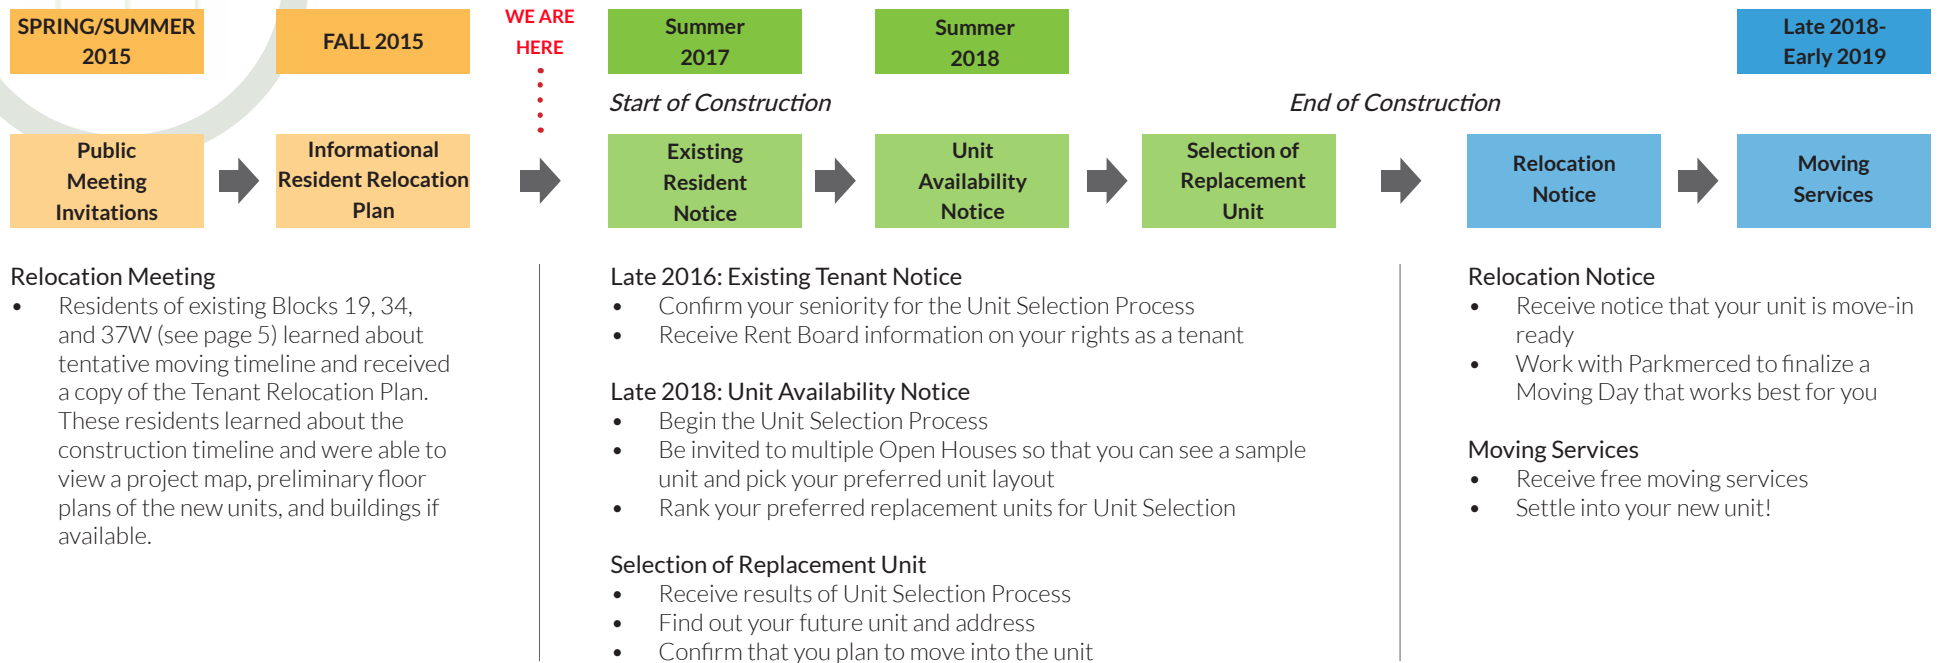 SPRING/SUMMER
2015
FALL 2015
WE ARE
HERE
Summer
2017
Summer
2018
Late 2018-
Early 2019
Start of Construction
End of Construction
Public
Meeting
Invitations
Informational
Resident Relocation
Plan
Existing
Resident
Notice
Unit
Availability
Notice
Selection of
Replacement
Unit
Relocation
Notice
Moving
Services
Relocation Meeting
• Residents of existing Blocks 19, 34,
and 37W (see page 5) learned about
tentative moving timeline and received
a copy of the Tenant Relocation Plan.
These residents learned about the
construction timeline and were able to
view a project map, preliminary floor
plans of the new units, and buildings if
available.
Late 2016: Existing Tenant Notice
• Confirm your seniority for the Unit Selection Process
• Receive Rent Board information on your rights as a tenant
Late 2018: Unit Availability Notice
• Begin the Unit Selection Process
• Be invited to multiple Open Houses so that you can see a sample
unit and pick your preferred unit layout
• Rank your preferred replacement units for Unit Selection
Selection of Replacement Unit
• Receive results of Unit Selection Process
• Find out your future unit and address
• Confirm that you plan to move into the unit
Relocation Notice
• Receive notice that your unit is move-in
ready
• Work with Parkmerced to finalize a
Moving Day that works best for you
Moving Services
• Receive free moving services
• Settle into your new unit!